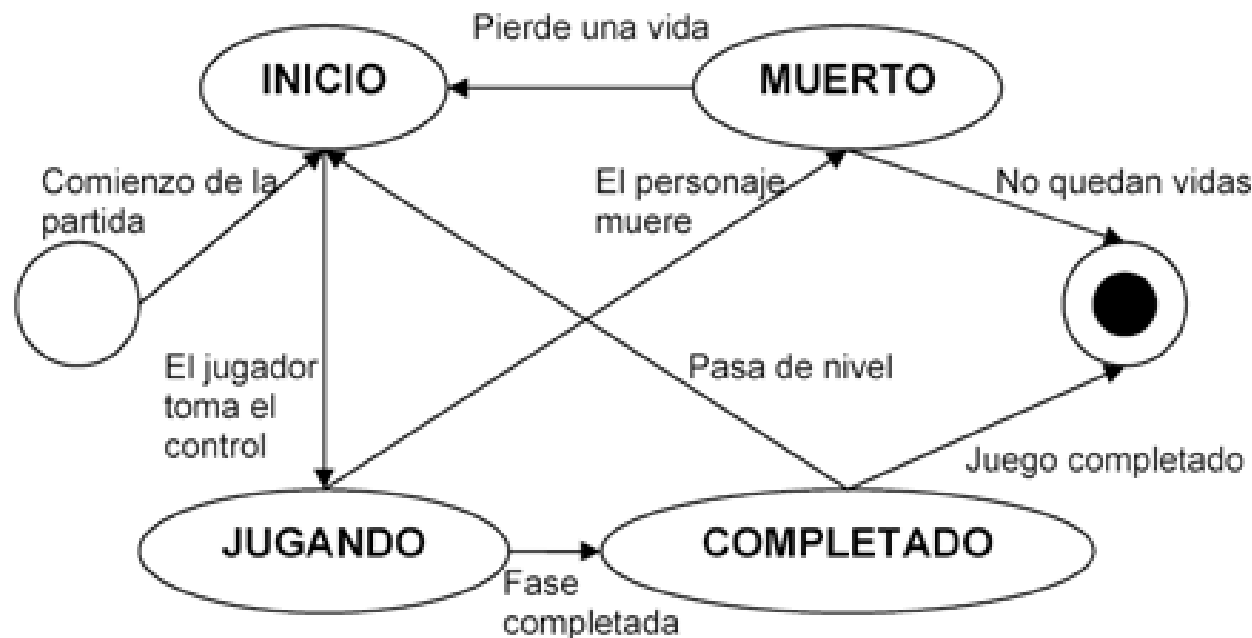 Pierde una vida
INICIO
MUERTO
Comienzo de la
partida
El personaje
muere
No quedan vidas
El jugador
toma el
control
Pasa de nivel
Juego completado
JUGANDO
COMPLETADO
Fase
completada